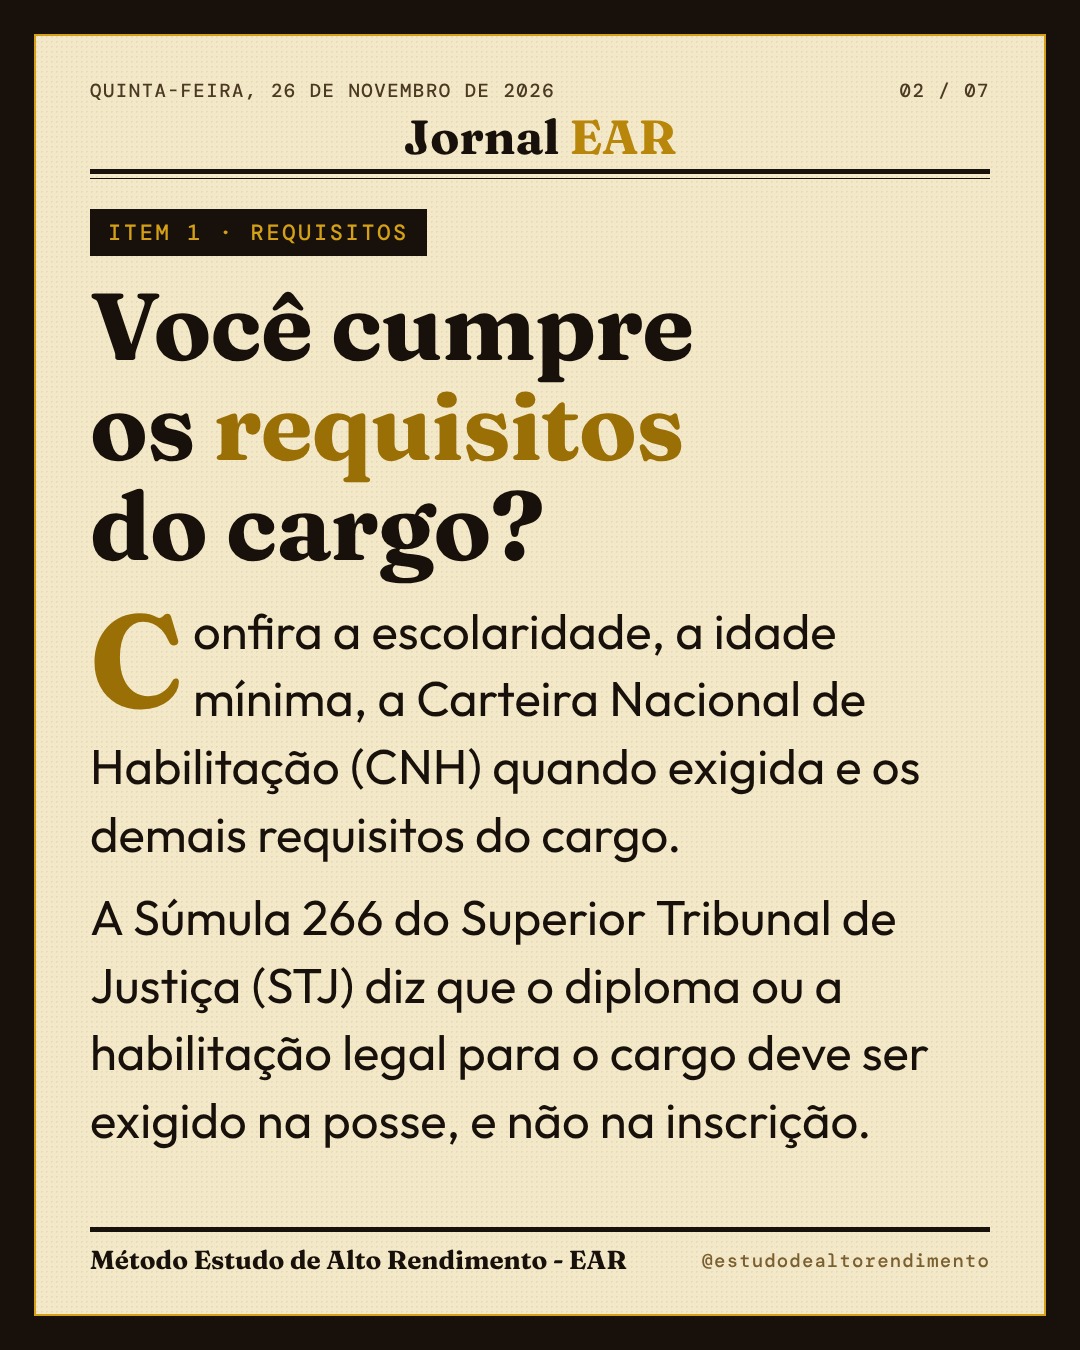 QUINTA-FEIRA, 26 DE NOVEMBRO DE 2026
02 / 07
Jornal EAR
ITEM 1 · REQUISITOS
Você cumpre
os requisitos
do cargo?
Confira a escolaridade, a idade
mínima, a Carteira Nacional de
Habilitação (CNH) quando exigida e os
demais requisitos do cargo.
A Súmula 266 do Superior Tribunal de
Justiça (STJ) diz que o diploma ou a
habilitação legal para o cargo deve ser
exigido na posse, e não na inscrição.
Método Estudo de Alto Rendimento - EAR
@estudodealtorendimento